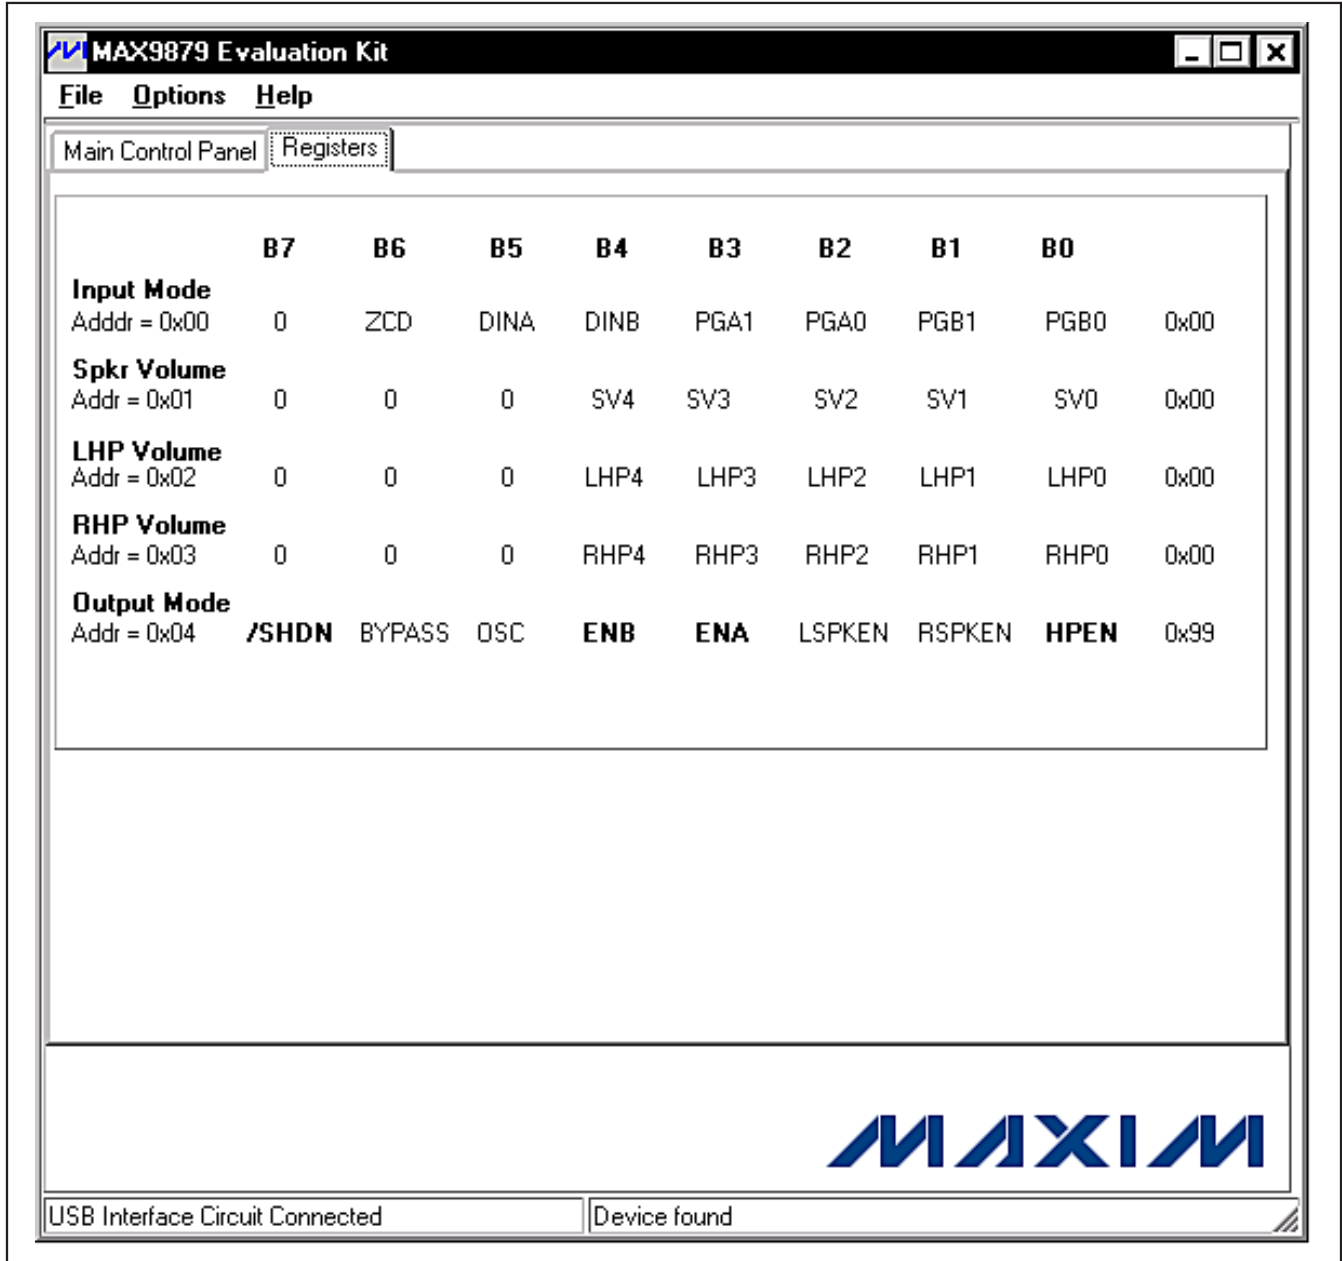 MAX9879 Evaluation Kit
File Options Help
Main Control Panel Registers
B7 B6 B5 B4 B3 B2 B1 B0
Input Mode
Adddr = 0x00 0 ZCD DINA DINB PGA1 PGA0 PGB1 PGB0 0x00
Spkr Volume
Addr = 0x01 0 0 0 SV4 SV3 SV2 SV1 SV0 0x00
LHP Volume
Addr = 0x02 0 0 0 LHP4 LHP3 LHP2 LHP1 LHP0 0x00
RHP Volume
Addr = 0x03 0 0 0 RHP4 RHP3 RHP2 RHP1 RHP0 0x00
Output Mode
Addr = 0x04 /SHDN BYPASS OSC ENB ENA LSPKEN RSPKEN HPEN 0x99
MAXIM
USB Interface Circuit Connected Device found